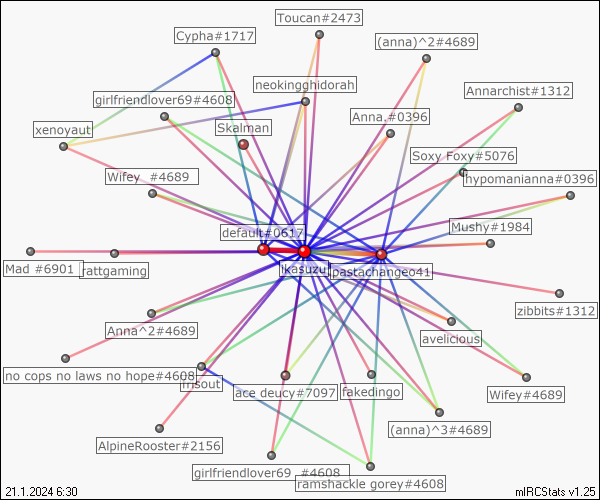 Toucan#2473
Cypha#1717
(anna)^2#4689
neokingghidorah
Annarchist#1312
girlfriendlover69#4608
Anna,#0396
Skalman
xenoyaut
Soxy Foxy#5076
Wifey_#4689
hypomanianna#0396
Mushy#1984
default#0617
Mad #6901
rattgaming
Ikasuzu
pastachangeo41
zibbits#1312
Anna^2#4689
avelicious
no cops no laws no hope#4608
frisout
ace deucy#7097
fakedingo
Wifey#4689
(anna)^3#4689
AlpineRooster#2156
girlfriendlover69_#4608
ramshackle gorey#4608
21.1.2024 6:30
mIRCStats v1.25